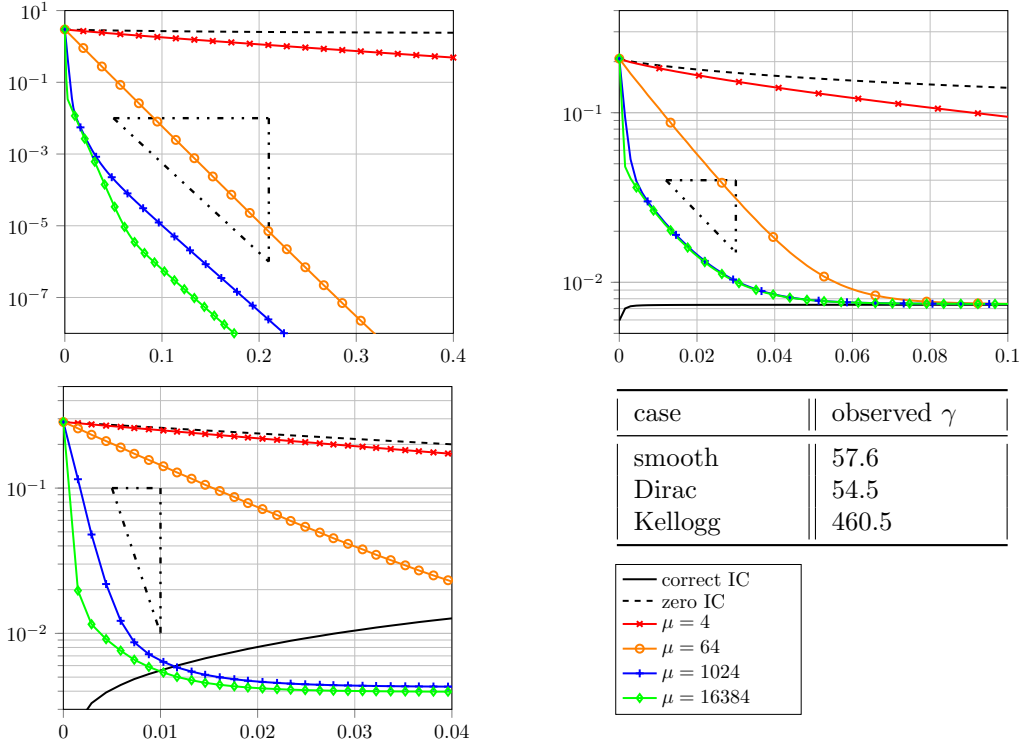 10^1
10^−1
10^−3
10^−5
10^−7
0 0.1 0.2 0.3 0.4
10^−1
10^−2
0 0.02 0.04 0.06 0.08 0.1
10^−1
10^−2
0 0.01 0.02 0.03 0.04
case observed γ
smooth 57.6
Dirac 54.5
Kellogg 460.5
correct IC
zero IC
μ = 4
μ = 64
μ = 1024
μ = 16384